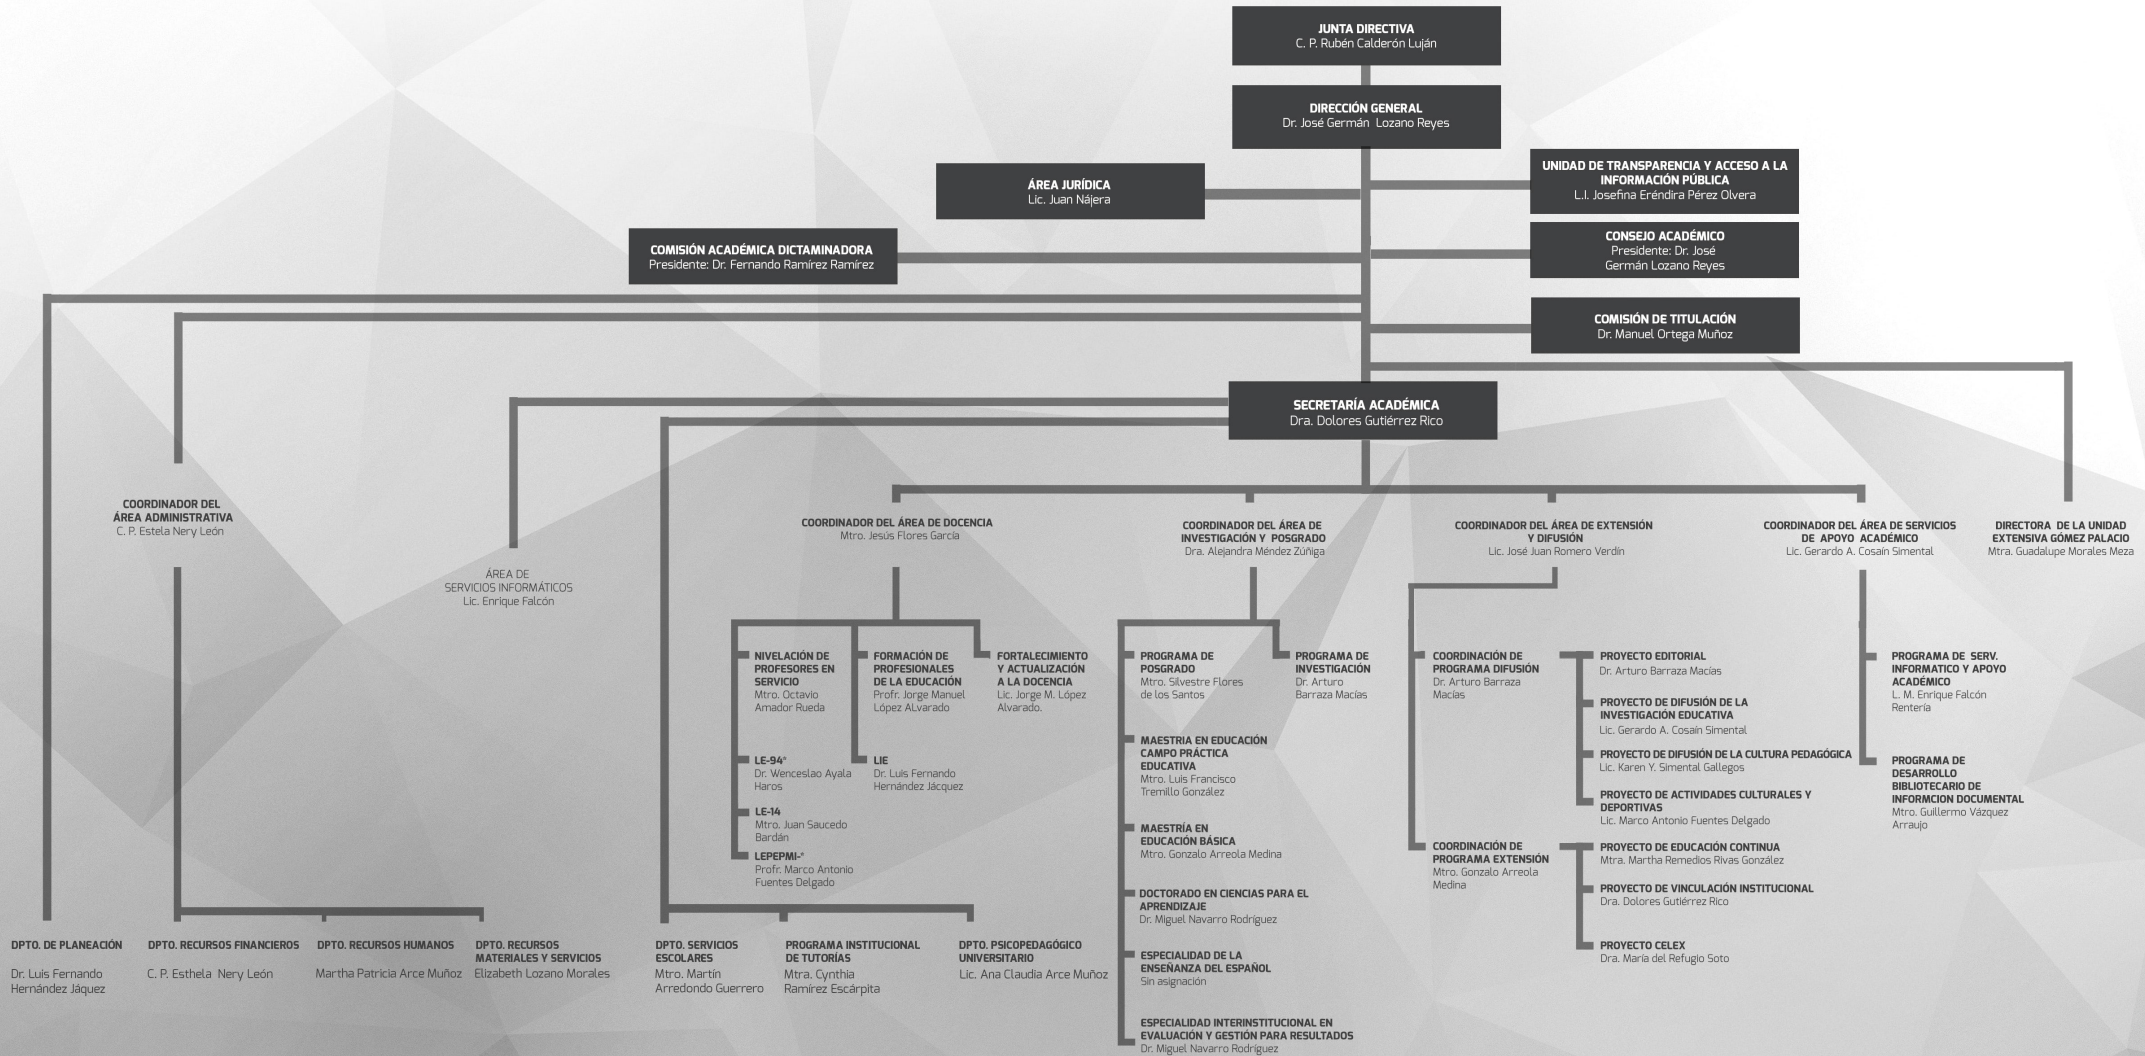 JUNTA DIRECTIVA
C. P. Rubén Calderón Luján
DIRECCIÓN GENERAL
Dr. José Germán Lozano Reyes
ÁREA JURÍDICA
Lic. Juan Nájera
UNIDAD DE TRANSPARENCIA Y ACCESO A LA
INFORMACIÓN PÚBLICA
L.I. Josefina Eréndira Pérez Olvera
COMISIÓN ACADÉMICA DICTAMINADORA
Presidente: Dr. Fernando Ramírez Ramírez
CONSEJO ACADÉMICO
Presidente: Dr. José
Germán Lozano Reyes
COMISIÓN DE TITULACIÓN
Dr. Manuel Ortega Muñoz
SECRETARÍA ACADÉMICA
Dra. Dolores Gutiérrez Rico
COORDINADOR DEL
ÁREA ADMINISTRATIVA
C. P. Estela Nery León
ÁREA DE
SERVICIOS INFORMÁTICOS
Lic. Enrique Falcón
COORDINADOR DEL ÁREA DE DOCENCIA
Mtro. Jesús Flores García
COORDINADOR DEL ÁREA DE
INVESTIGACIÓN Y POSGRADO
Dra. Alejandra Méndez Zúñiga
COORDINADOR DEL ÁREA DE EXTENSIÓN
Y DIFUSIÓN
Lic. José Juan Romero Verdín
COORDINADOR DEL ÁREA DE SERVICIOS
DE APOYO ACADÉMICO
Lic. Gerardo A. Cosaín Simental
DIRECTORA DE LA UNIDAD
EXTENSIVA GÓMEZ PALACIO
Mtra. Guadalupe Morales Meza
NIVELACIÓN DE
PROFESORES EN
SERVICIO
Mtro. Octavio
Amador Rueda
FORMACIÓN DE
PROFESIONALES
DE LA EDUCACIÓN
Profr. Jorge Manuel
López ALvarado
FORTALECIMIENTO
Y ACTUALIZACIÓN
A LA DOCENCIA
Lic. Jorge M. López
Alvarado.
LE-94*
Dr. Wenceslao Ayala
Haros
LIE
Dr. Luis Fernando
Hernández Jácquez
LE-14
Mtro. Juan Saucedo
Bardán
LEPEPMI-*
Profr. Marco Antonio
Fuentes Delgado
PROGRAMA DE
POSGRADO
Mtro. Silvestre Flores
de los Santos
PROGRAMA DE
INVESTIGACIÓN
Dr. Arturo
Barraza Macías
MAESTRIA EN EDUCACIÓN
CAMPO PRÁCTICA
EDUCATIVA
Mtro. Luis Francisco
Tremillo González
MAESTRÍA EN
EDUCACIÓN BÁSICA
Mtro. Gonzalo Arreola Medina
DOCTORADO EN CIENCIAS PARA EL
APRENDIZAJE
Dr. Miguel Navarro Rodríguez
ESPECIALIDAD DE LA
ENSEÑANZA DEL ESPAÑOL
Sin asignación
ESPECIALIDAD INTERINSTITUCIONAL EN
EVALUACIÓN Y GESTIÓN PARA RESULTADOS
Dr. Miguel Navarro Rodríguez
COORDINACIÓN DE
PROGRAMA DIFUSIÓN
Dr. Arturo Barraza
Macías
PROYECTO EDITORIAL
Dr. Arturo Barraza Macías
PROYECTO DE DIFUSIÓN DE LA
INVESTIGACIÓN EDUCATIVA
Lic. Gerardo A. Cosaín Simental
PROYECTO DE DIFUSIÓN DE LA CULTURA PEDAGÓGICA
Lic. Karen Y. Simental Gallegos
PROYECTO DE ACTIVIDADES CULTURALES Y
DEPORTIVAS
Lic. Marco Antonio Fuentes Delgado
COORDINACIÓN DE
PROGRAMA EXTENSIÓN
Mtro. Gonzalo Arreola
Medina
PROYECTO DE EDUCACIÓN CONTINUA
Mtra. Martha Remedios Rivas González
PROYECTO DE VINCULACIÓN INSTITUCIONAL
Dra. Dolores Gutiérrez Rico
PROYECTO CELEX
Dra. María del Refugio Soto
PROGRAMA DE SERV.
INFORMATICO Y APOYO
ACADÉMICO
L. M. Enrique Falcón
Rentería
PROGRAMA DE
DESARROLLO
BIBLIOTECARIO DE
INFORMCION DOCUMENTAL
Mtro. Guillermo Vázquez
Arraujo
DPTO. DE PLANEACIÓN
Dr. Luis Fernando
Hernández Jáquez
DPTO. RECURSOS FINANCIEROS
C. P. Esthela Nery León
DPTO. RECURSOS HUMANOS
Martha Patricia Arce Muñoz
DPTO. RECURSOS
MATERIALES Y SERVICIOS
Elizabeth Lozano Morales
DPTO. SERVICIOS
ESCOLARES
Mtro. Martín
Arredondo Guerrero
PROGRAMA INSTITUCIONAL
DE TUTORÍAS
Mtra. Cynthia
Ramírez Escárpita
DPTO. PSICOPEDAGÓGICO
UNIVERSITARIO
Lic. Ana Claudia Arce Muñoz